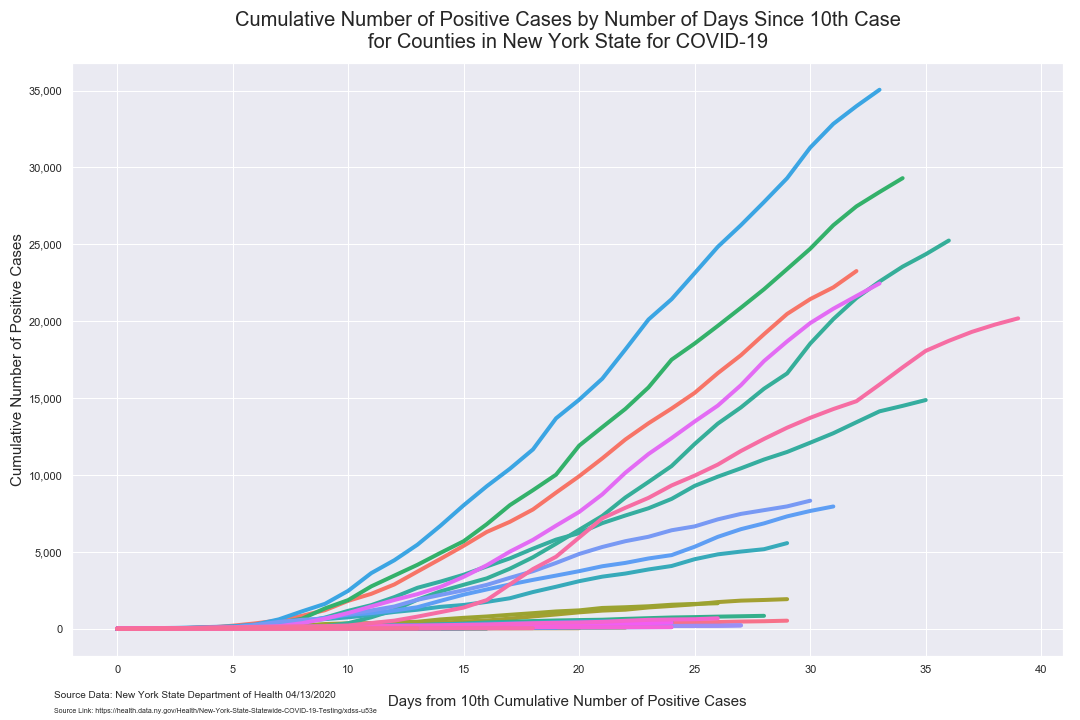 Cumulative Number of Positive Cases by Number of Days Since 10th Case
for Counties in New York State for COVID-19
Cumulative Number of Positive Cases
35,000
30,000
25,000
20,000
15,000
10,000
5,000
0
0 5 10 15 20 25 30 35 40
Days from 10th Cumulative Number of Positive Cases
Source Data: New York State Department of Health 04/13/2020
Source Link: https://health.data.ny.gov/Health/New-York-State-Statewide-COVID-19-Testing/xdss-u53e